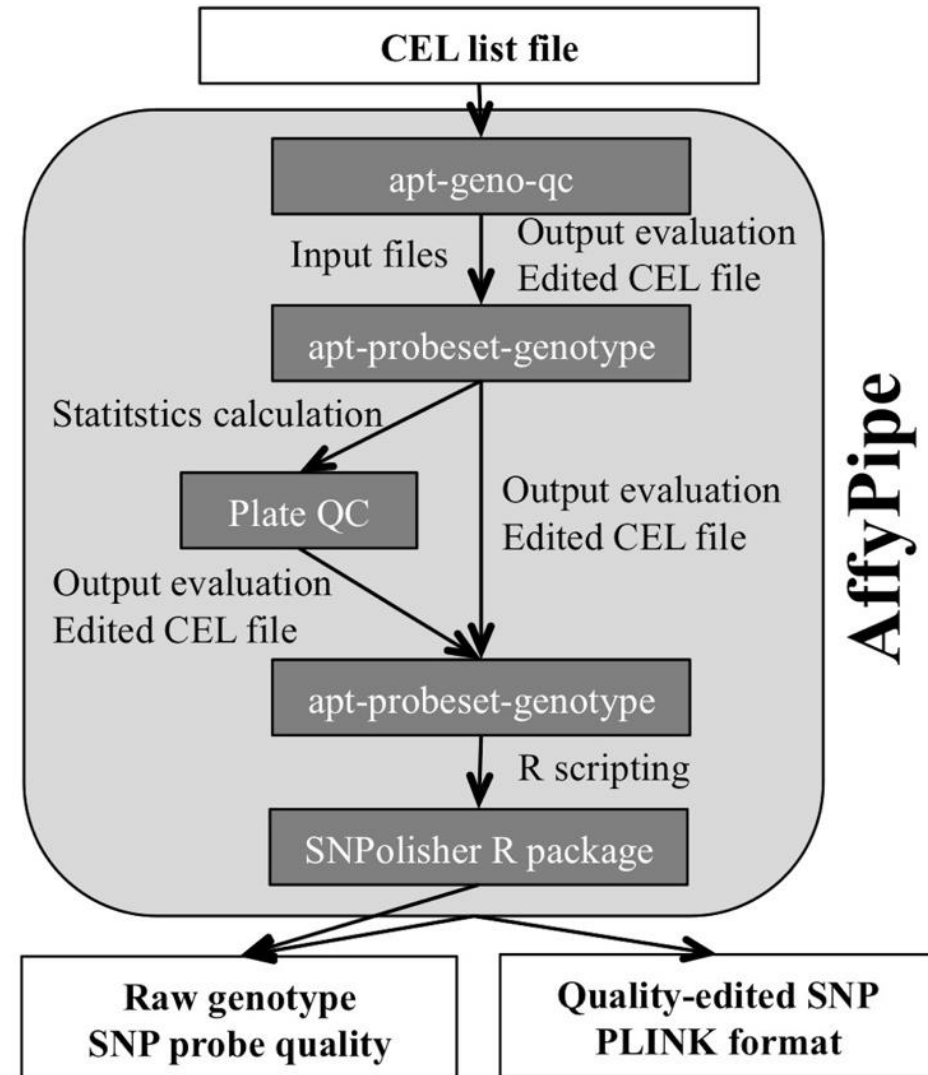 CEL list file
apt-geno-qc
Input files
Output evaluation
Edited CEL file
apt-probeset-genotype
Statitstics calculation
Plate QC
Output evaluation
Edited CEL file
Output evaluation
Edited CEL file
apt-probeset-genotype
R scripting
SNPolisher R package
AffyPipe
Raw genotype
SNP probe quality
Quality-edited SNP
PLINK format